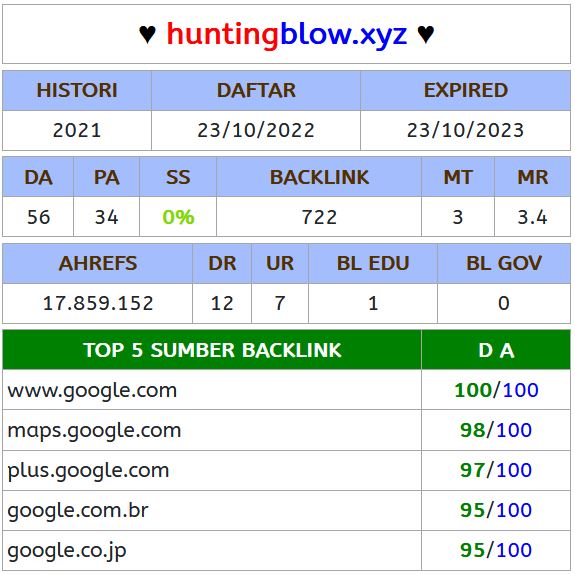 ♥ huntingblow.xyz ♥
HISTORI DAFTAR EXPIRED
2021 23/10/2022 23/10/2023
DA PA SS BACKLINK MT MR
56 34 0% 722 3 3.4
AHREFS DR UR BL EDU BL GOV
17.859.152 12 7 1 0
TOP 5 SUMBER BACKLINK D A
www.google.com 100/100
maps.google.com 98/100
plus.google.com 97/100
google.com.br 95/100
google.co.jp 95/100